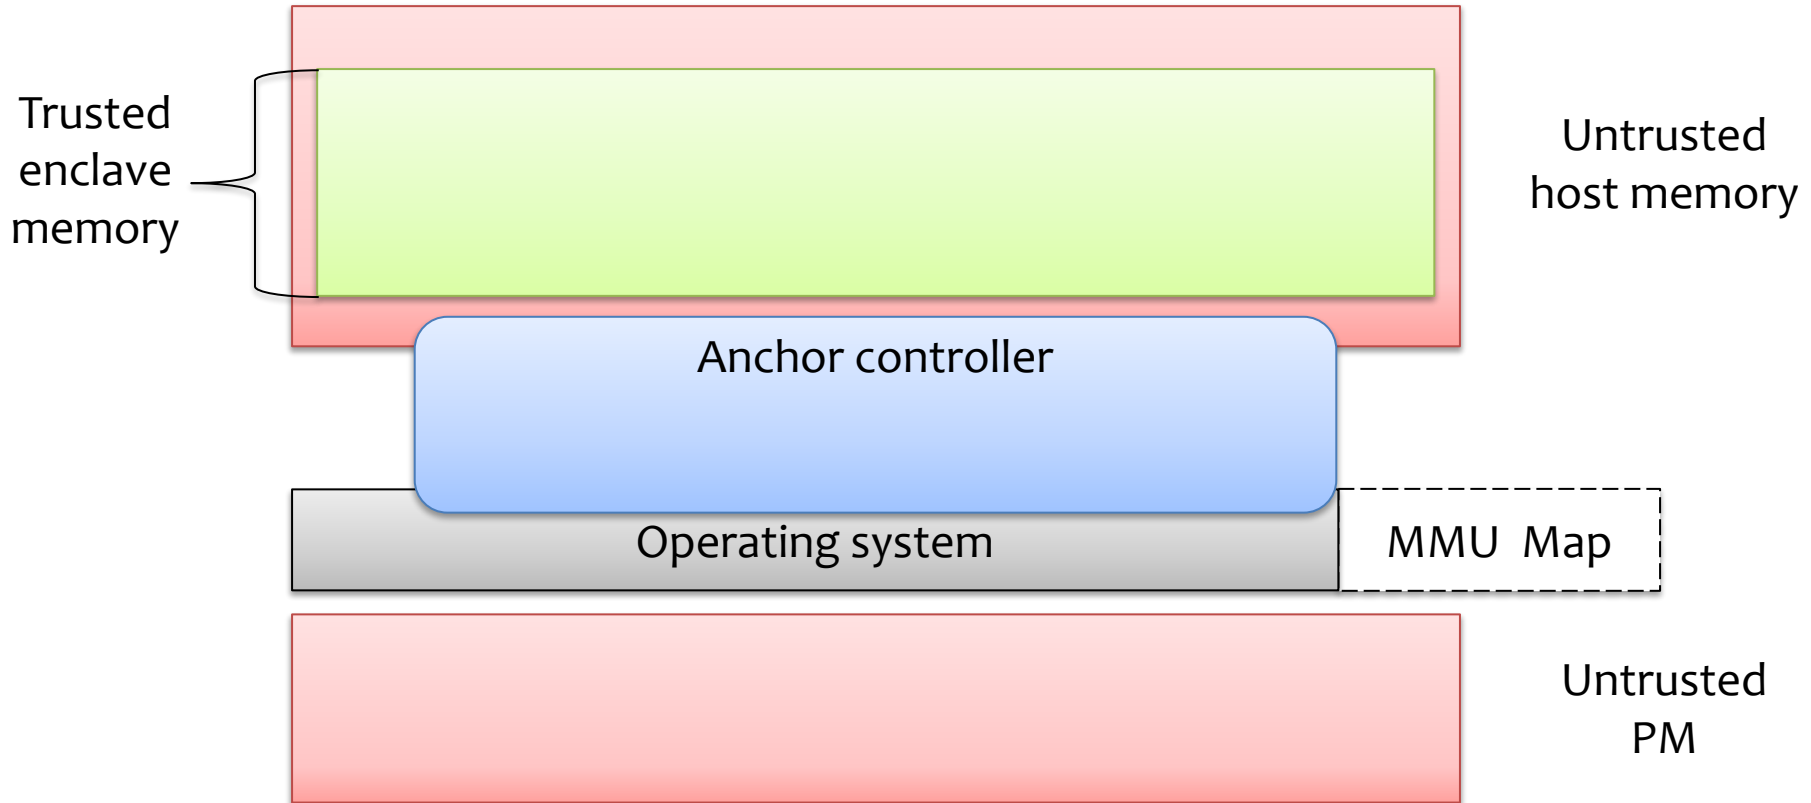 Trusted
enclave
memory
Untrusted
host memory
Anchor controller
Operating system
MMU Map
Untrusted
PM